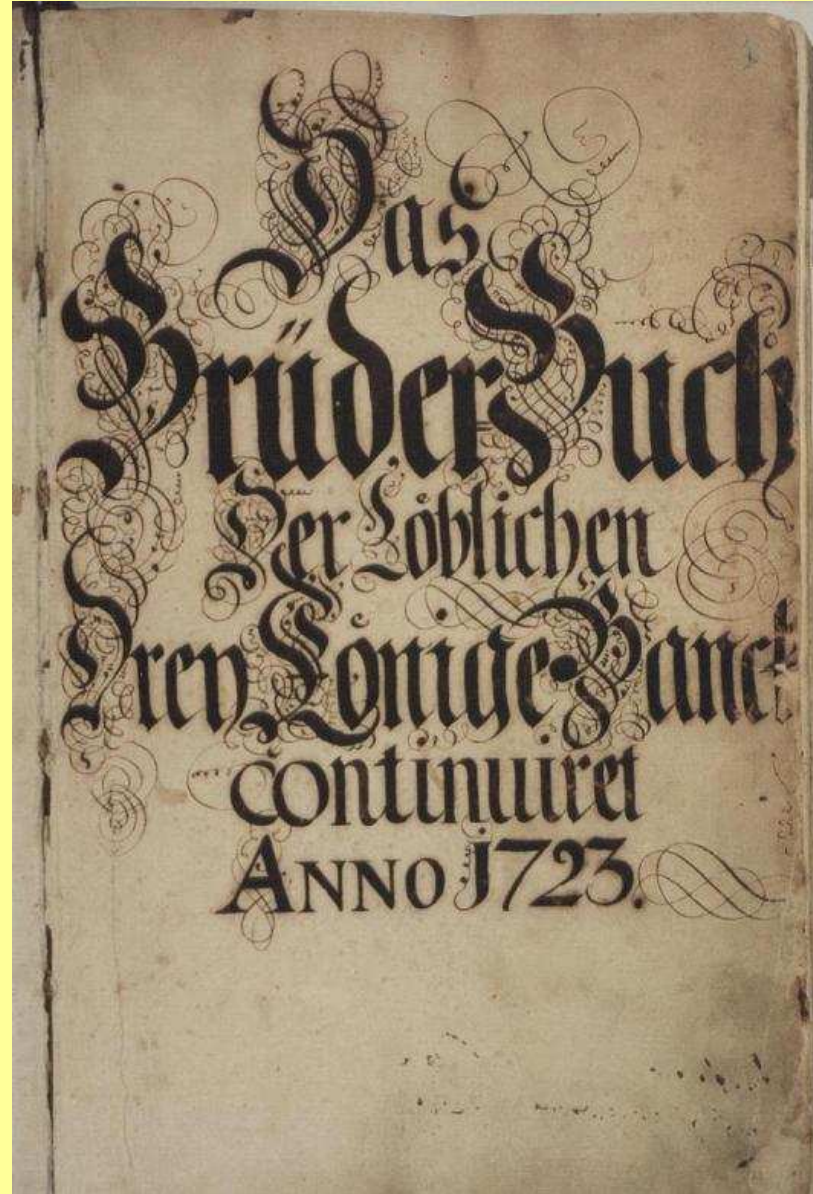 Das
Brüder Buch
Der Löblichen
Drey Könige-Banck
continuiret
ANNO 1723.